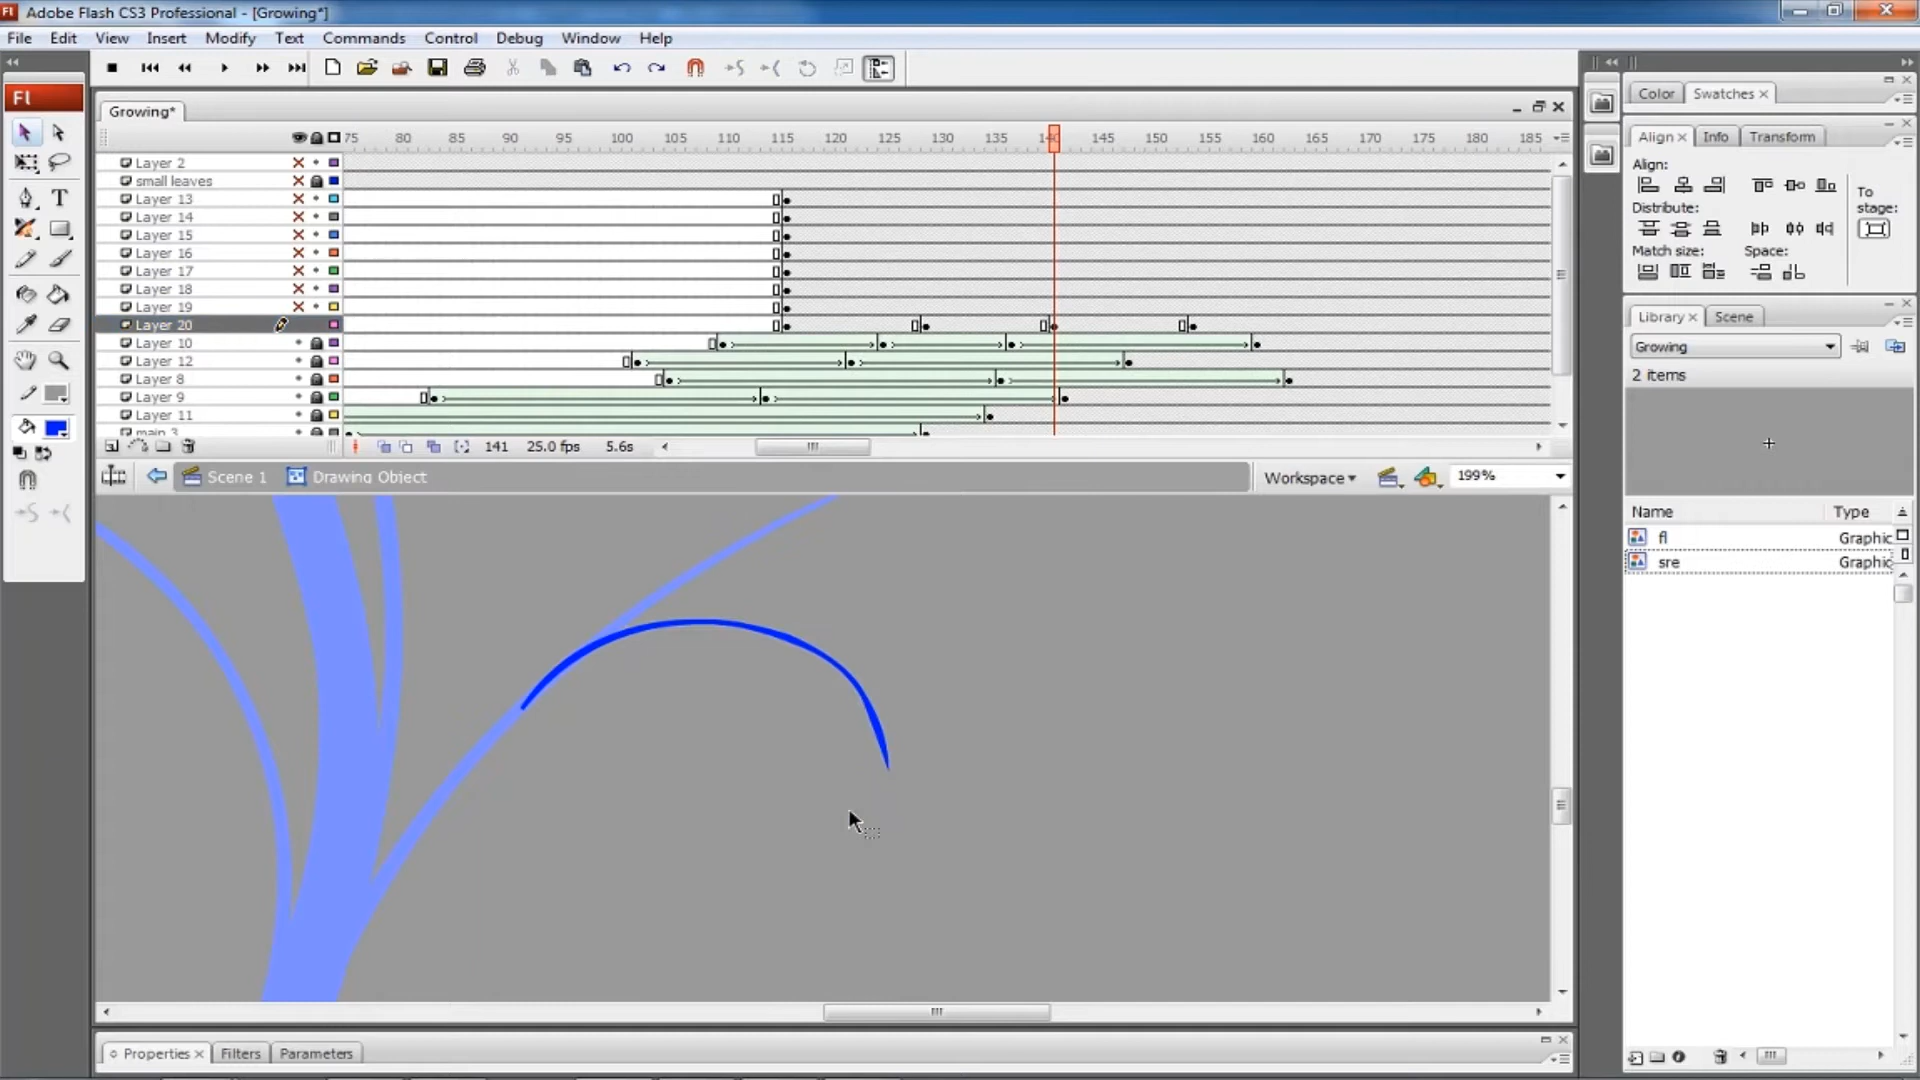 Fl Adobe Flash CS3 Professional - [Growing*]
File Edit View Insert Modify Text Commands Control Debug Window Help
Fl
Growing*
75 80 85 90 95 100 105 110 115 120 125 130 135 140 145 150 155 160 165 170 175 180 185
Layer 2
small leaves
Layer 13
Layer 14
Layer 15
Layer 16
Layer 17
Layer 18
Layer 19
Layer 20
Layer 10
Layer 12
Layer 8
Layer 9
Layer 11
main 3
141 25.0 fps 5.6s
Scene 1 Drawing Object Workspace 199%
Properties × Filters Parameters
Color Swatches ×
Align × Info Transform
Align:
To
Distribute: stage:
Match size: Space:
Library × Scene
Growing
2 items
Name Type
fl Graphic
sre Graphic